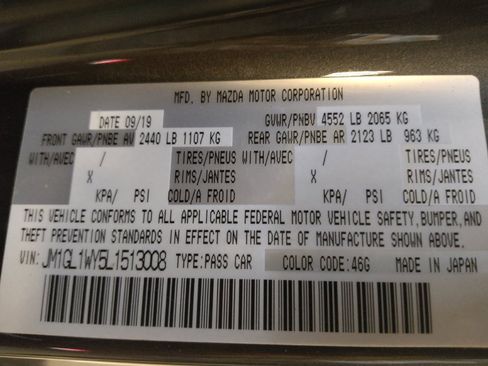 MFD. BY MAZDA MOTOR CORPORATION
DATE 09/19 GVWR/PNBV 4552 LB 2065 KG
FRONT GAWR/PNBE AV 2440 LB 1107 KG REAR GAWR/PNBE AR 2123 LB 963 KG
WITH/AVEC / TIRES/PNEUS WITH/AVEC / TIRES/PNEUS
X RIMS/JANTES X RIMS/JANTES
KPA/ PSI COLD/A FROID KPA/ PSI COLD/A FROID
THIS VEHICLE CONFORMS TO ALL APPLICABLE FEDERAL MOTOR VEHICLE SAFETY,BUMPER,AND
THEFT PREVENTION STANDARDS IN EFFECT ON THE DATE OF MANUFACTURE SHOWN ABOVE.
VIN: JM1GL1WY5L1513008 TYPE:PASS CAR COLOR CODE:46G MADE IN JAPAN